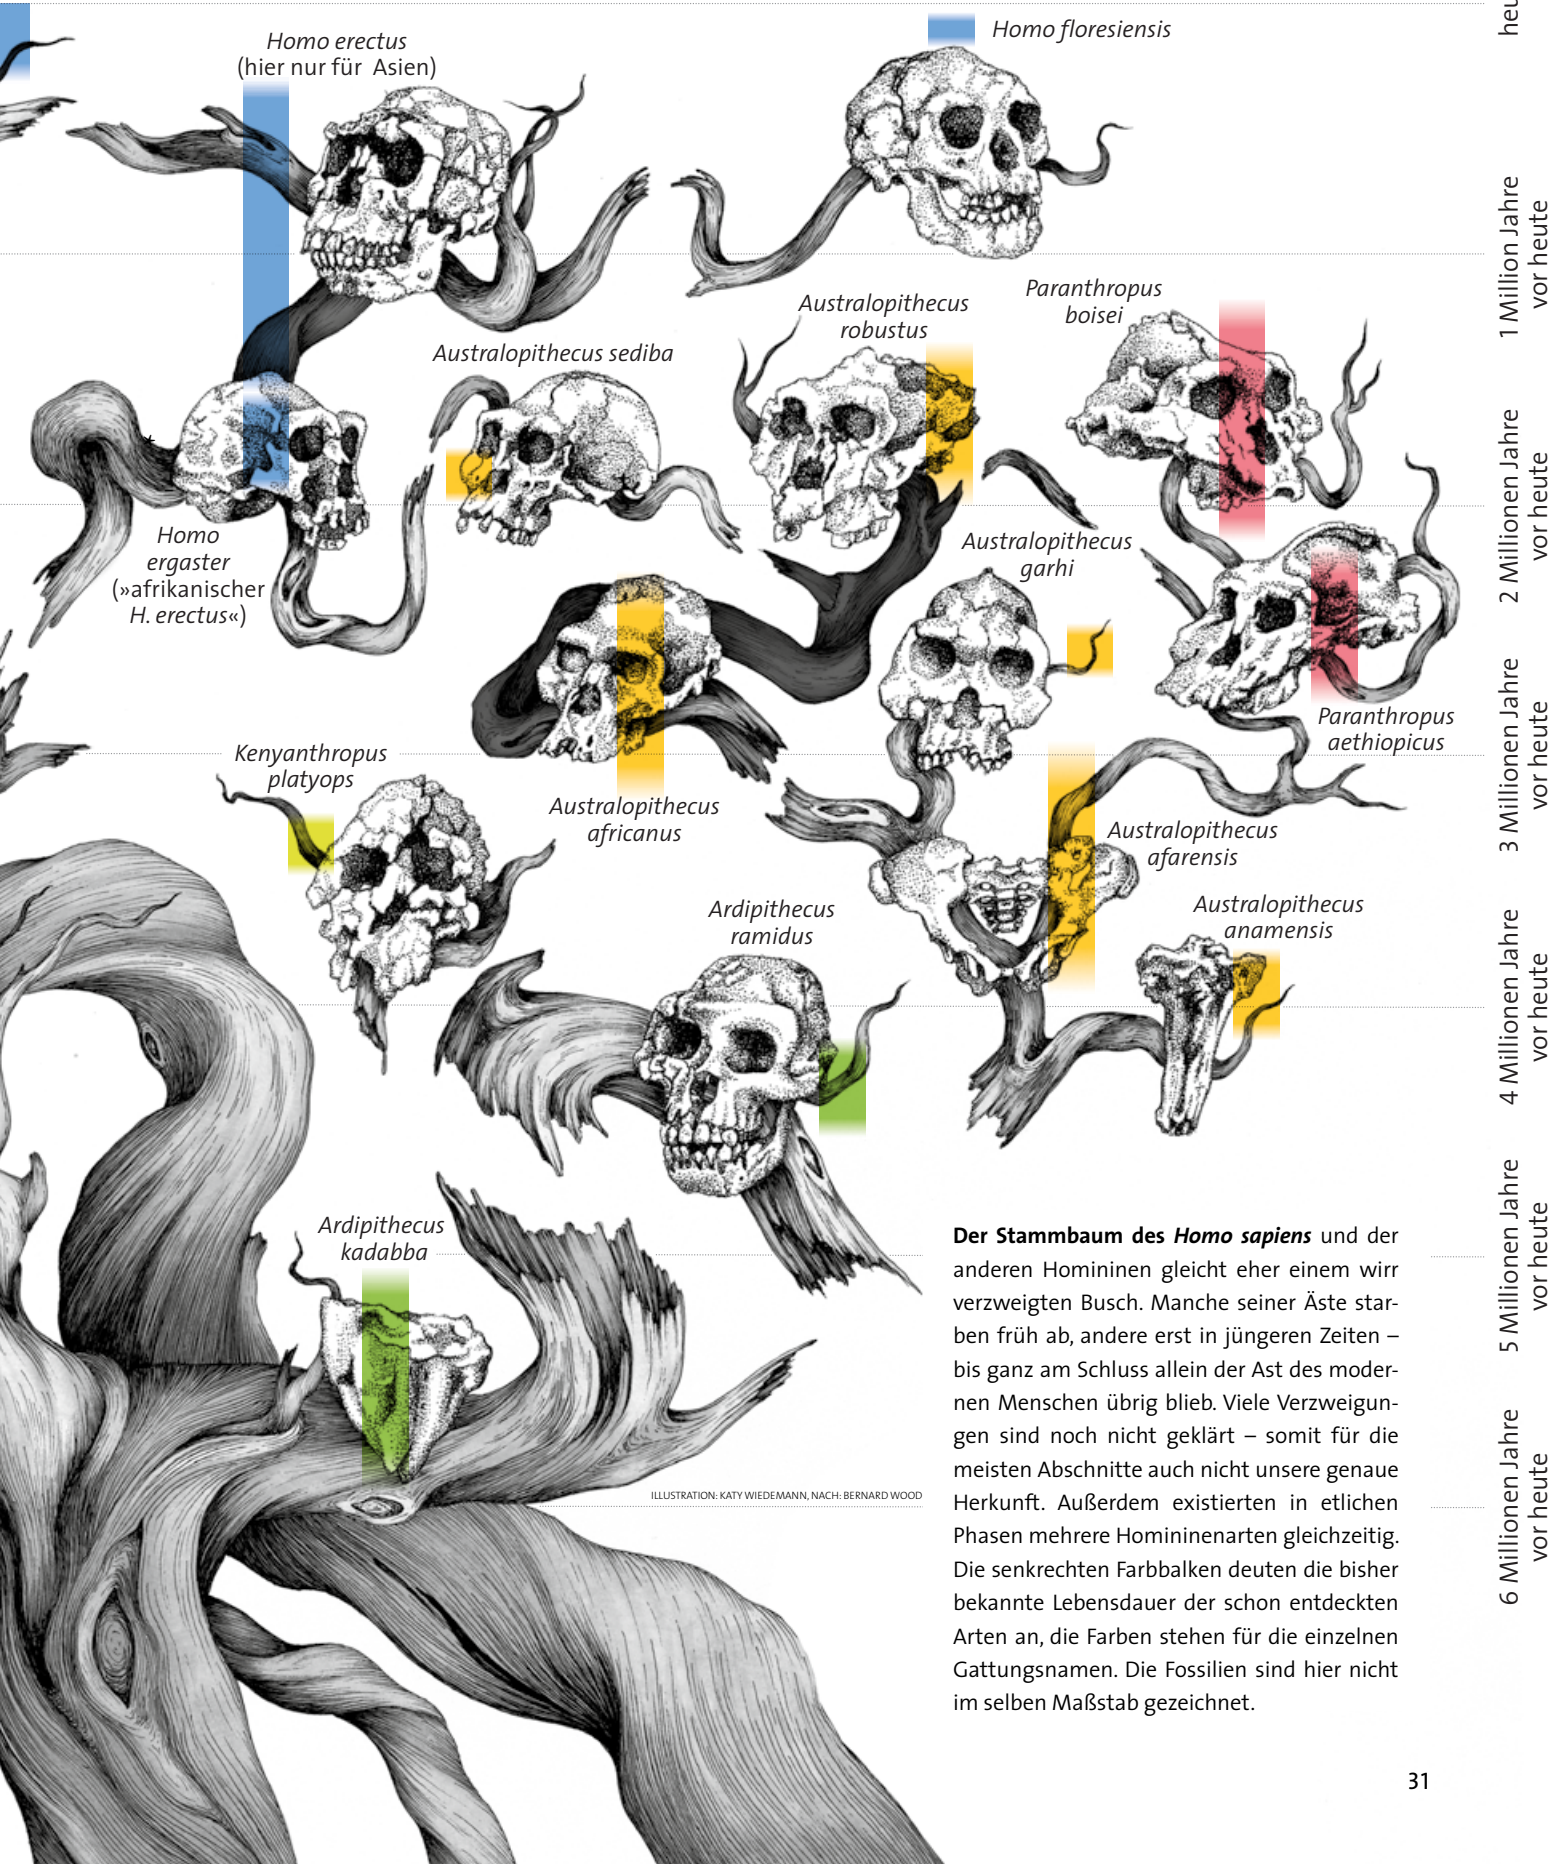 heu
Homo erectus
(hier nur für Asien)
Homo floresiensis
1 Million Jahre
vor heute
Paranthropus
boisei
Australopithecus
robustus
Australopithecus sediba
*
2 Millionen Jahre
vor heute
Homo
ergaster
(»afrikanischer
H. erectus«)
Australopithecus
garhi
3 Millionen Jahre
vor heute
Paranthropus
aethiopicus
Kenyanthropus
platyops
Australopithecus
africanus
Australopithecus
afarensis
Ardipithecus
ramidus
Australopithecus
anamensis
4 Millionen Jahre
vor heute
5 Millionen Jahre
vor heute
Ardipithecus
kadabba
Der Stammbaum des Homo sapiens und der
anderen Homininen gleicht eher einem wirr
verzweigten Busch. Manche seiner Äste star-
ben früh ab, andere erst in jüngeren Zeiten –
bis ganz am Schluss allein der Ast des moder-
nen Menschen übrig blieb. Viele Verzweigun-
gen sind noch nicht geklärt – somit für die
meisten Abschnitte auch nicht unsere genaue
Herkunft. Außerdem existierten in etlichen
Phasen mehrere Homininenarten gleichzeitig.
Die senkrechten Farbbalken deuten die bisher
bekannte Lebensdauer der schon entdeckten
Arten an, die Farben stehen für die einzelnen
Gattungsnamen. Die Fossilien sind hier nicht
im selben Maßstab gezeichnet.
6 Millionen Jahre
vor heute
ILLUSTRATION: KATY WIEDEMANN, NACH: BERNARD WOOD
31